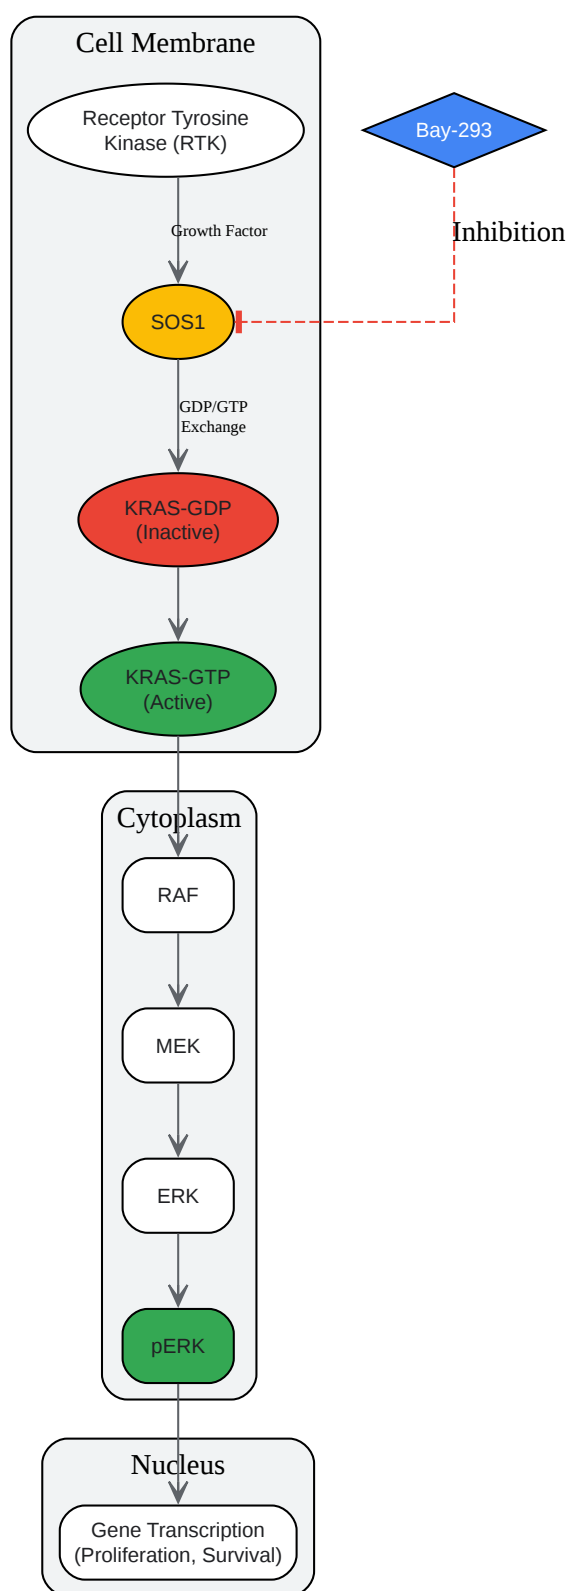 Cell Membrane
Receptor Tyrosine
Kinase (RTK)
Bay-293
Growth Factor
Inhibition
SOS1
GDP/GTP
Exchange
KRAS-GDP
(Inactive)
KRAS-GTP
(Active)
Cytoplasm
RAF
MEK
ERK
pERK
Nucleus
Gene Transcription
(Proliferation, Survival)